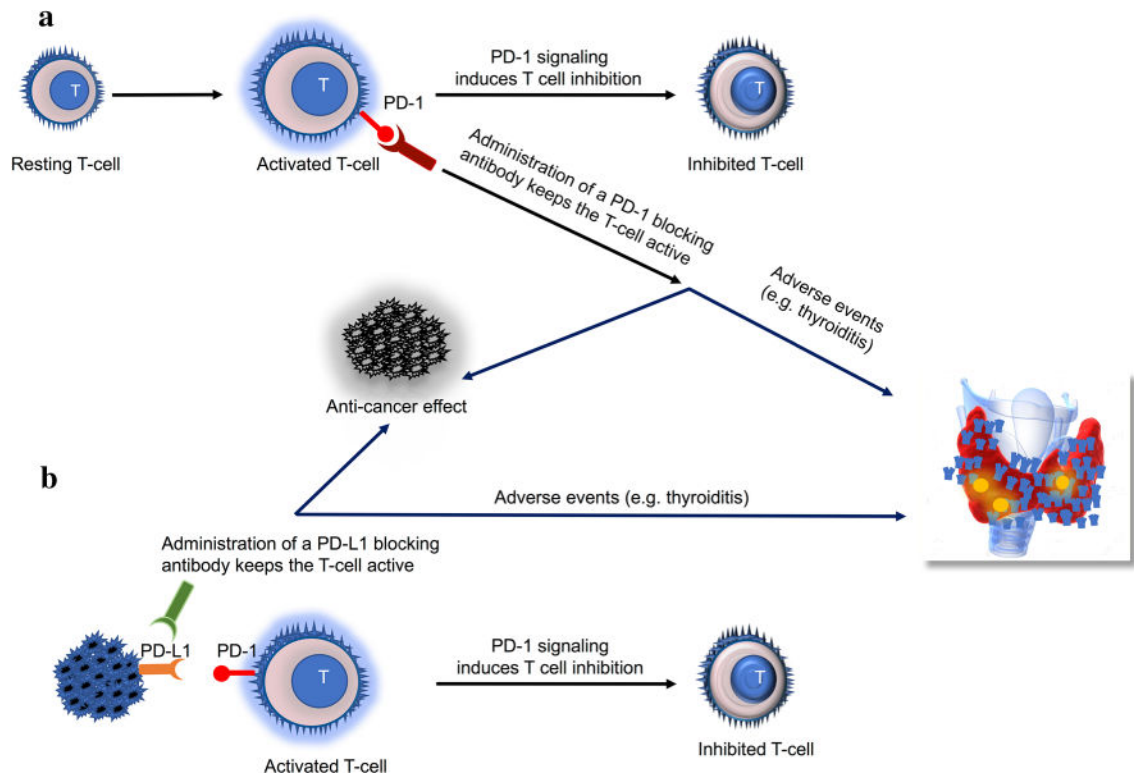 a
T
Resting T-cell
T
PD-1
Activated T-cell
PD-1 signaling
induces T cell inhibition
T
Inhibited T-cell
Administration of a PD-1 blocking
antibody keeps the T-cell active
Adverse events
(e.g. thyroiditis)
Anti-cancer effect
b
Adverse events (e.g. thyroiditis)
Administration of a PD-L1 blocking
antibody keeps the T-cell active
PD-L1
PD-1
T
Activated T-cell
PD-1 signaling
induces T cell inhibition
T
Inhibited T-cell